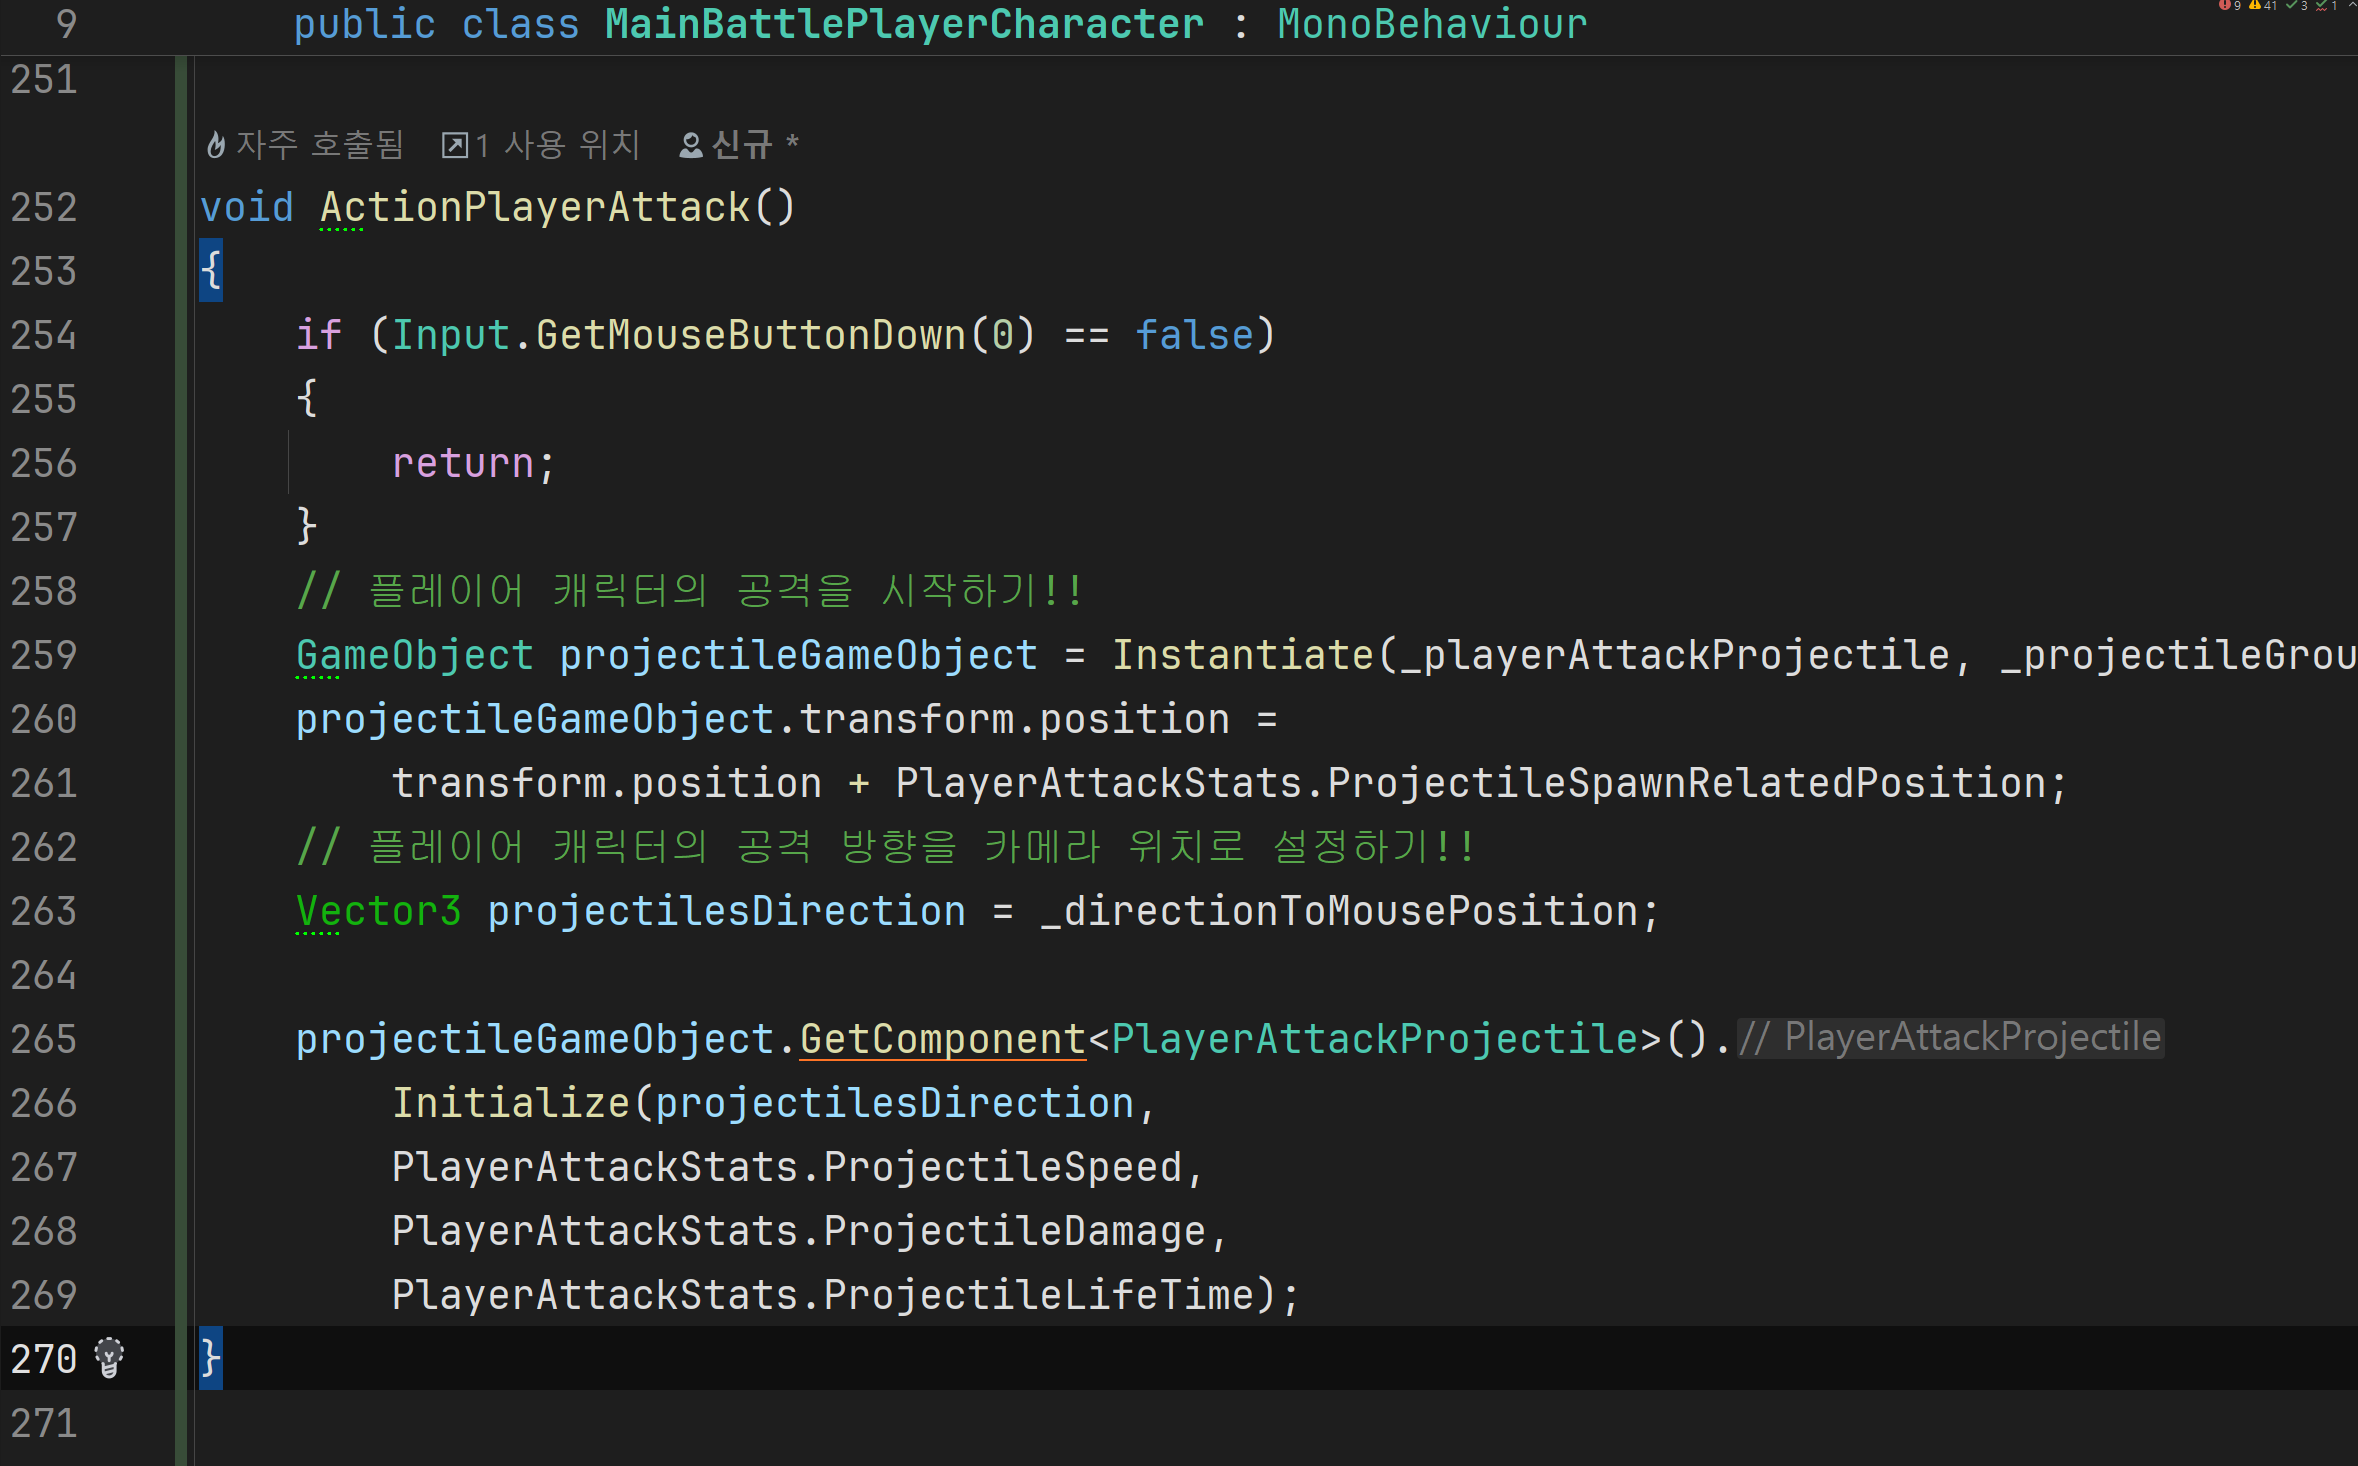 9 public class MainBattlePlayerCharacter : MonoBehaviour
9 41 3 1
251
자주 호출됨 1 사용 위치 신규 *
252 void ActionPlayerAttack()
253 {
254 if (Input.GetMouseButtonDown(0) == false)
255 {
256 return;
257 }
258 // 플레이어 캐릭터의 공격을 시작하기!!
259 GameObject projectileGameObject = Instantiate(_playerAttackProjectile, _projectileGrou
260 projectileGameObject.transform.position =
261 transform.position + PlayerAttackStats.ProjectileSpawnRelatedPosition;
262 // 플레이어 캐릭터의 공격 방향을 카메라 위치로 설정하기!!
263 Vector3 projectilesDirection = _directionToMousePosition;
264
265 projectileGameObject.GetComponent<PlayerAttackProjectile>(). // PlayerAttackProjectile
266 Initialize(projectilesDirection,
267 PlayerAttackStats.ProjectileSpeed,
268 PlayerAttackStats.ProjectileDamage,
269 PlayerAttackStats.ProjectileLifeTime);
270 }
271